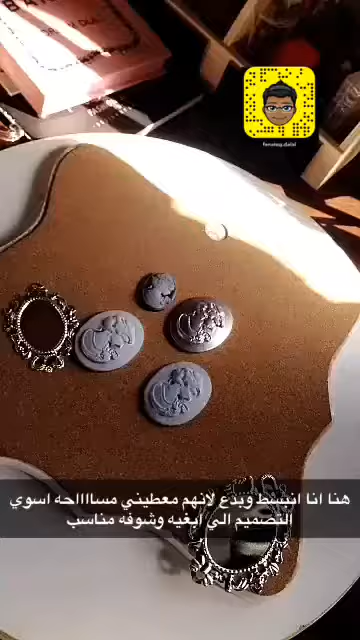 هنا انا انبسط وبدع لانهم معطيني مساااحه اسوي
التصميم الي ابغيه وشوفه مناسب